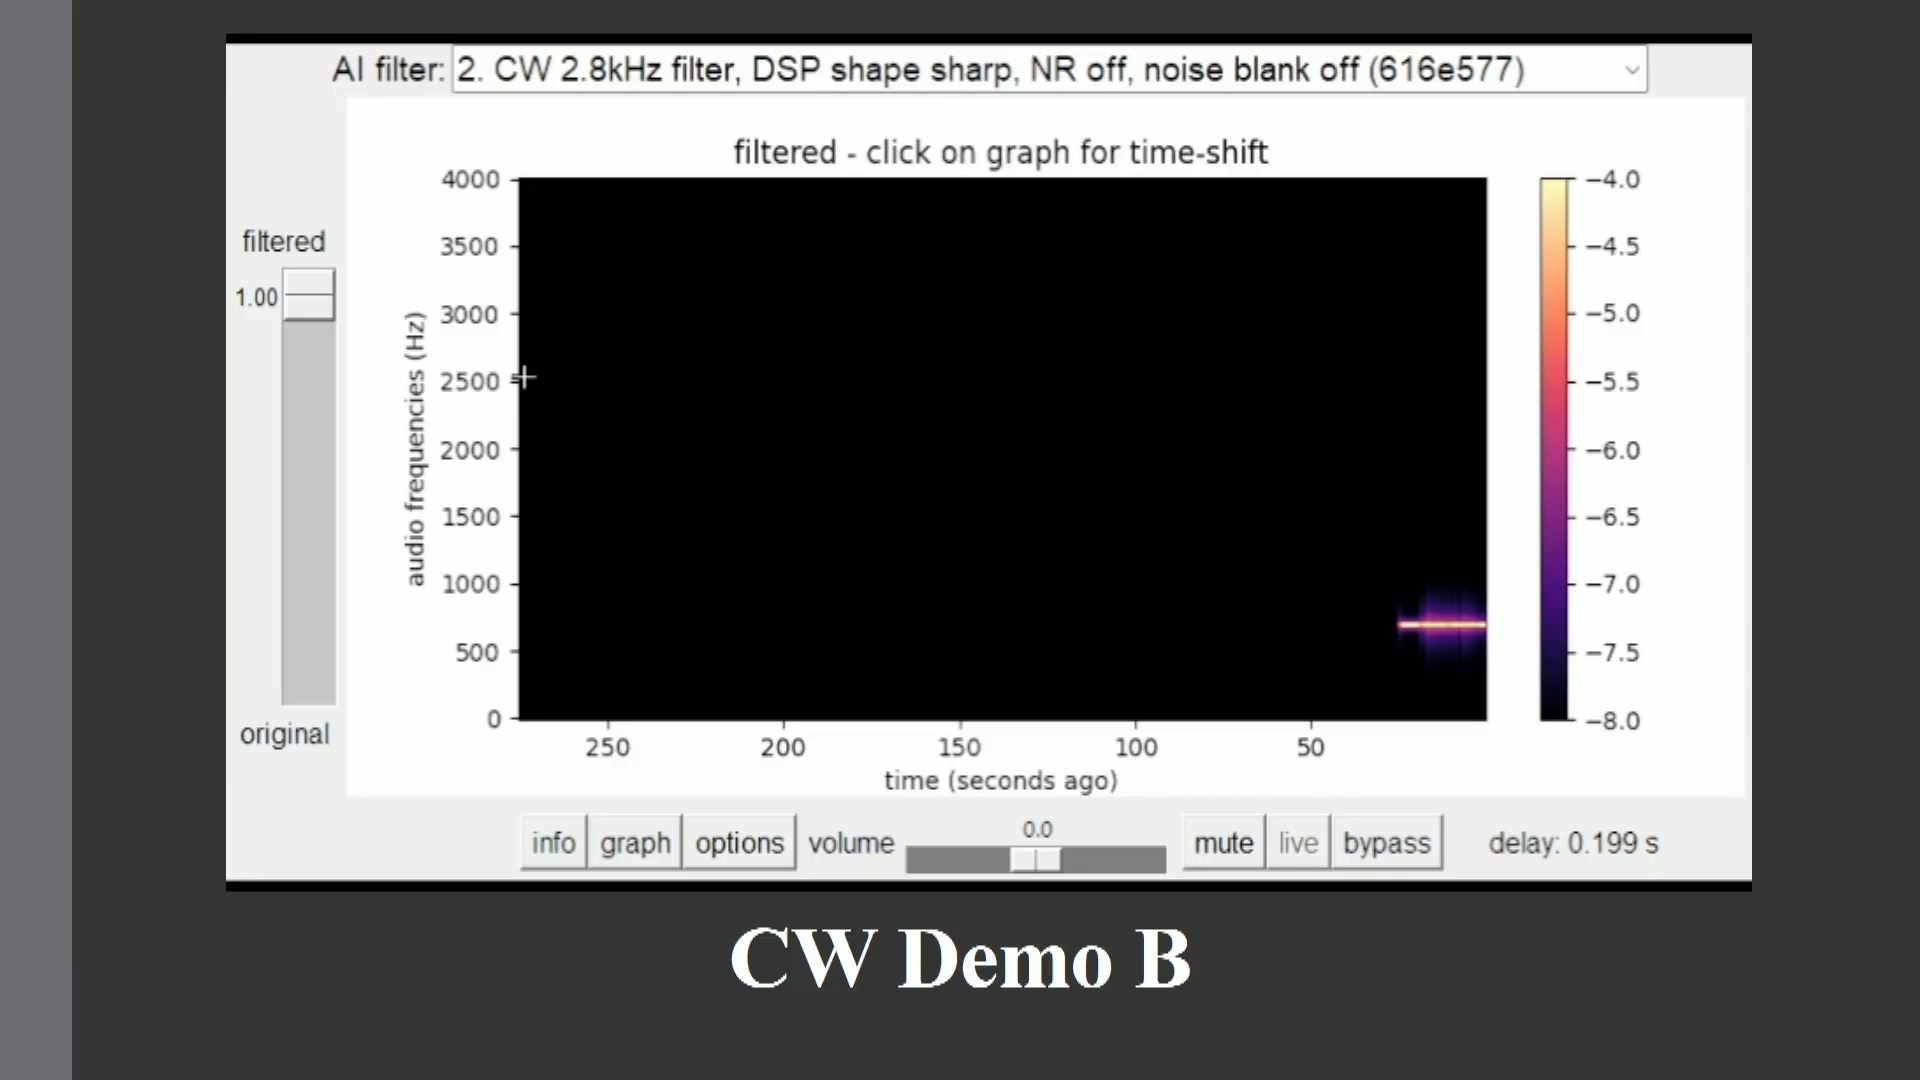 AI filter: 2. CW 2.8kHz filter, DSP shape sharp, NR off, noise blank off (616e577)
filtered - click on graph for time-shift
filtered
1.00
original
audio frequencies (Hz)
4000
3500
3000
2500
2000
1500
1000
500
0
250 200 150 100 50
time (seconds ago)
−4.0
−4.5
−5.0
−5.5
−6.0
−6.5
−7.0
−7.5
−8.0
info graph options volume 0.0 mute live bypass delay: 0.199 s
CW Demo B